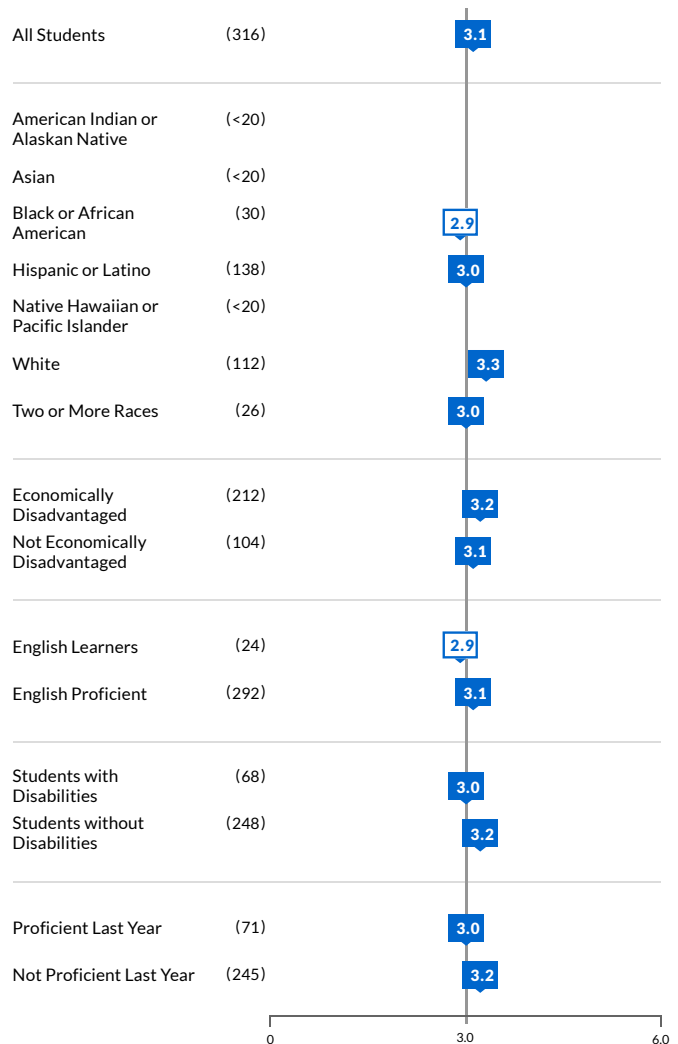 All Students (316) 3.1
American Indian or (<20)
Alaskan Native
Asian (<20)
Black or African (30) 2.9
American
Hispanic or Latino (138) 3.0
Native Hawaiian or (<20)
Pacific Islander
White (112) 3.3
Two or More Races (26) 3.0
Economically (212) 3.2
Disadvantaged
Not Economically (104) 3.1
Disadvantaged
English Learners (24) 2.9
English Proficient (292) 3.1
Students with (68) 3.0
Disabilities
Students without (248) 3.2
Disabilities
Proficient Last Year (71) 3.0
Not Proficient Last Year (245) 3.2
0 3.0 6.0